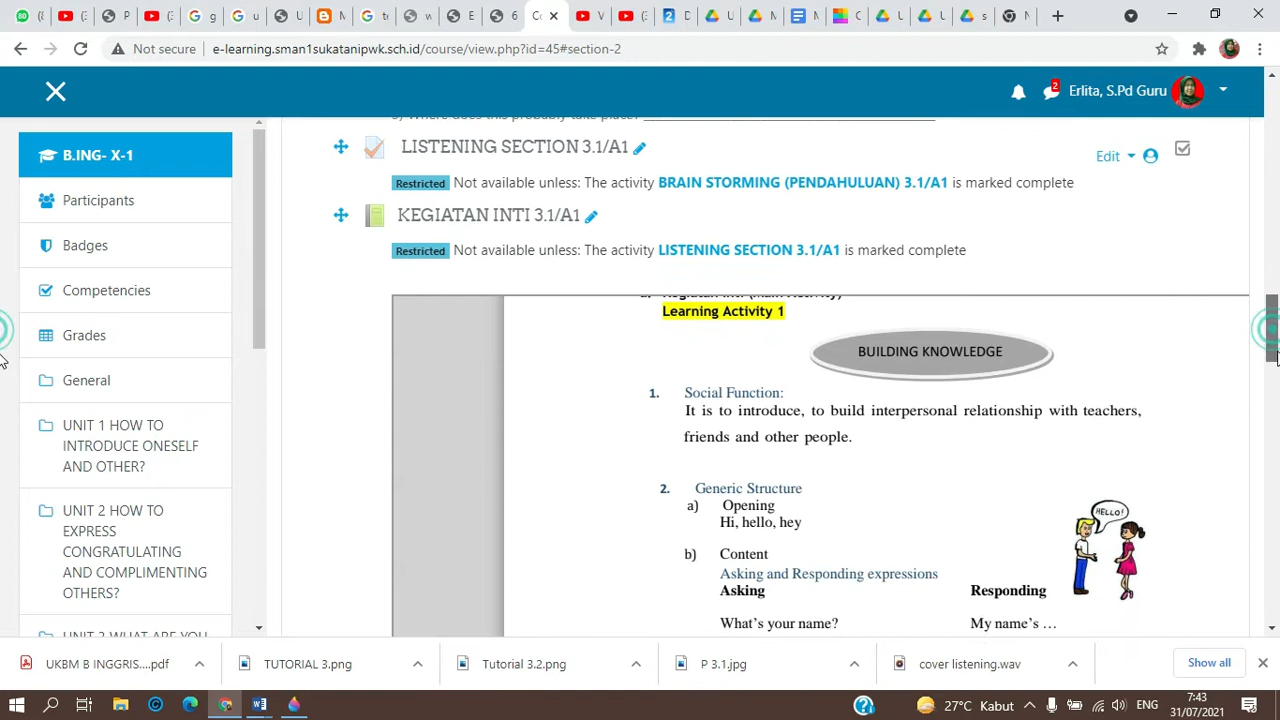 Not secure
e-learning.sman1sukatanipwk.sch.id/course/view.php?id=45#section-2
2
Erlita, S.Pd Guru
B.ING- X-1
Participants
Badges
Competencies
Grades
General
UNIT 1 HOW TO
INTRODUCE ONESELF
AND OTHER?
UNIT 2 HOW TO
EXPRESS
CONGRATULATING
AND COMPLIMENTING
OTHERS?
UNIT 3 WHAT ARE YOU
LISTENING SECTION 3.1/A1
Edit
Restricted Not available unless: The activity BRAIN STORMING (PENDAHULUAN) 3.1/A1 is marked complete
KEGIATAN INTI 3.1/A1
Restricted Not available unless: The activity LISTENING SECTION 3.1/A1 is marked complete
Learning Activity 1
BUILDING KNOWLEDGE
1. Social Function:
It is to introduce, to build interpersonal relationship with teachers,
friends and other people.
2. Generic Structure
a) Opening
Hi, hello, hey
HELLO!
b) Content
Asking and Responding expressions
Asking Responding
What's your name? My name's …
UKBM B INGGRIS....pdf
TUTORIAL 3.png
Tutorial 3.2.png
P 3.1.jpg
cover listening.wav
Show all
27°C Kabut
ENG
7:43
31/07/2021